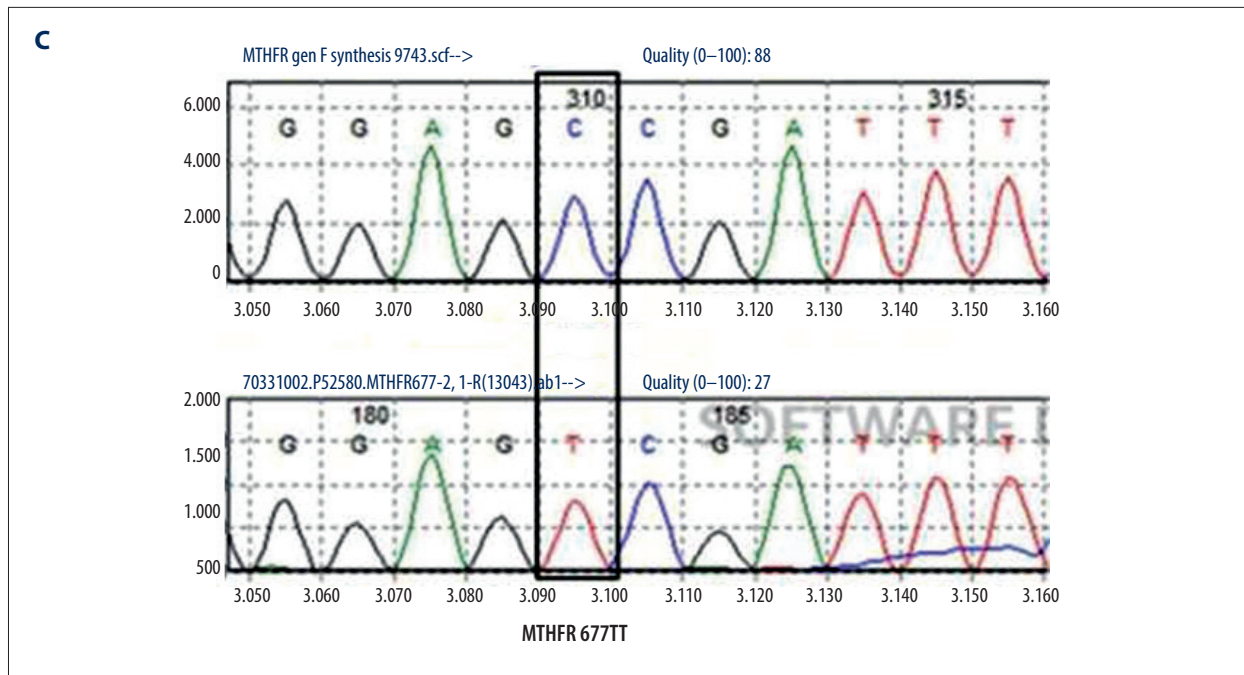 C
MTHFR gen F synthesis 9743.scf--> Quality (0–100): 88
6.000
310 315
G G A G C C G A T T T
4.000
2.000
0
3.050 3.060 3.070 3.080 3.090 3.100 3.110 3.120 3.130 3.140 3.150 3.160
70331002.P52580.MTHFR677-2, 1-R(13043).ab1--> Quality (0–100): 27
2.000
180 185
SOFTWARE
G G A G T C G A T T T
1.500
1.000
500
3.050 3.060 3.070 3.080 3.090 3.100 3.110 3.120 3.130 3.140 3.150 3.160
MTHFR 677TT